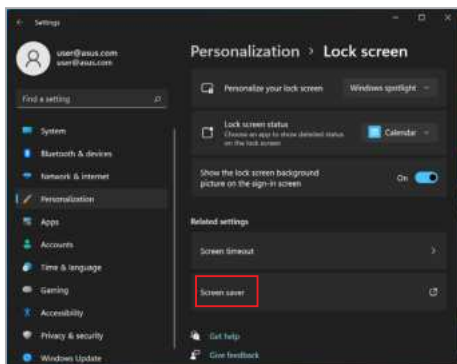 Settings
user@asus.com
user@asus.com
Find a setting
System
Bluetooth & devices
Network & internet
Personalization
Apps
Accounts
Time & language
Gaming
Accessibility
Privacy & security
Windows Update
Personalization > Lock screen
Personalize your lock screen
Windows spotlight
Lock screen status
Choose an app to show detailed status
on the lock screen
Calendar
Show the lock screen background
picture on the sign-in screen
On
Related settings
Screen timeout
Screen saver
Get help
Give feedback